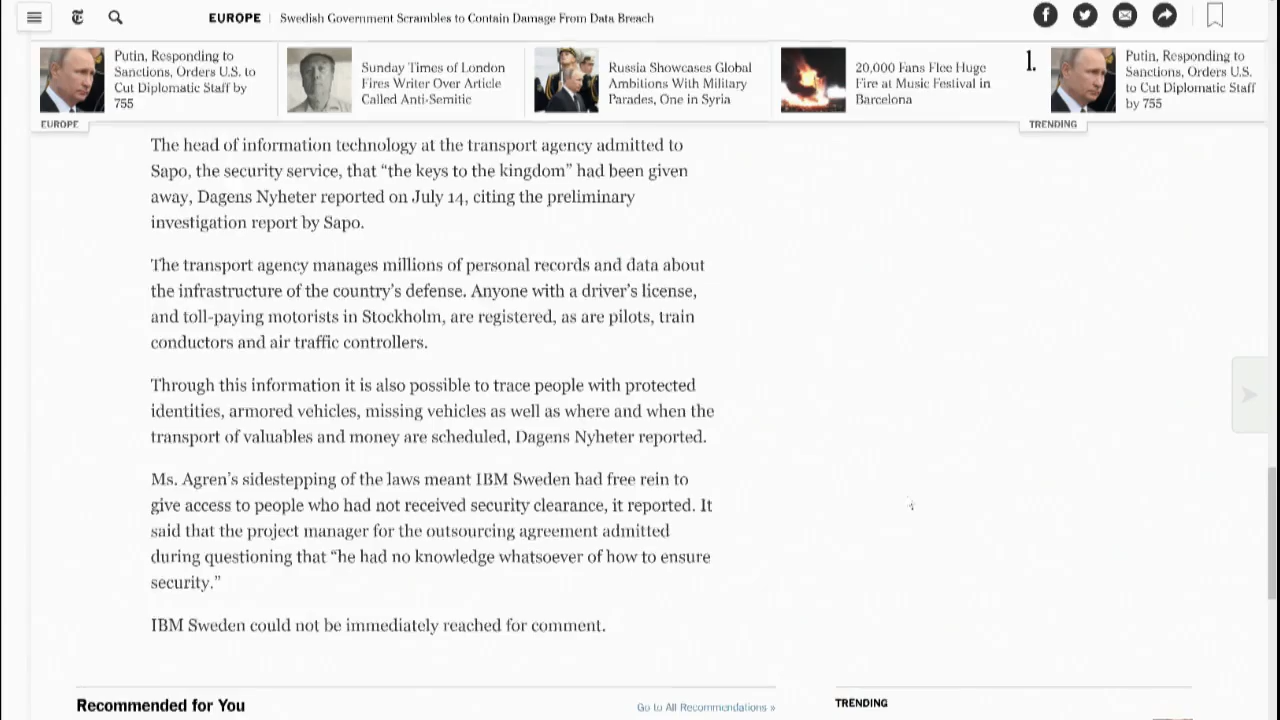 EUROPE | Swedish Government Scrambles to Contain Damage From Data Breach
Putin, Responding to
Sanctions, Orders U.S. to
Cut Diplomatic Staff by
755
Sunday Times of London
Fires Writer Over Article
Called Anti-Semitic
Russia Showcases Global
Ambitions With Military
Parades, One in Syria
20,000 Fans Flee Huge
Fire at Music Festival in
Barcelona
1.
Putin, Responding to
Sanctions, Orders U.S.
to Cut Diplomatic Staff
by 755
EUROPE
TRENDING
The head of information technology at the transport agency admitted to
Sapo, the security service, that “the keys to the kingdom” had been given
away, Dagens Nyheter reported on July 14, citing the preliminary
investigation report by Sapo.
The transport agency manages millions of personal records and data about
the infrastructure of the country’s defense. Anyone with a driver’s license,
and toll-paying motorists in Stockholm, are registered, as are pilots, train
conductors and air traffic controllers.
Through this information it is also possible to trace people with protected
identities, armored vehicles, missing vehicles as well as where and when the
transport of valuables and money are scheduled, Dagens Nyheter reported.
Ms. Agren’s sidestepping of the laws meant IBM Sweden had free rein to
give access to people who had not received security clearance, it reported. It
said that the project manager for the outsourcing agreement admitted
during questioning that “he had no knowledge whatsoever of how to ensure
security.”
IBM Sweden could not be immediately reached for comment.
Recommended for You
Go to All Recommendations »
TRENDING